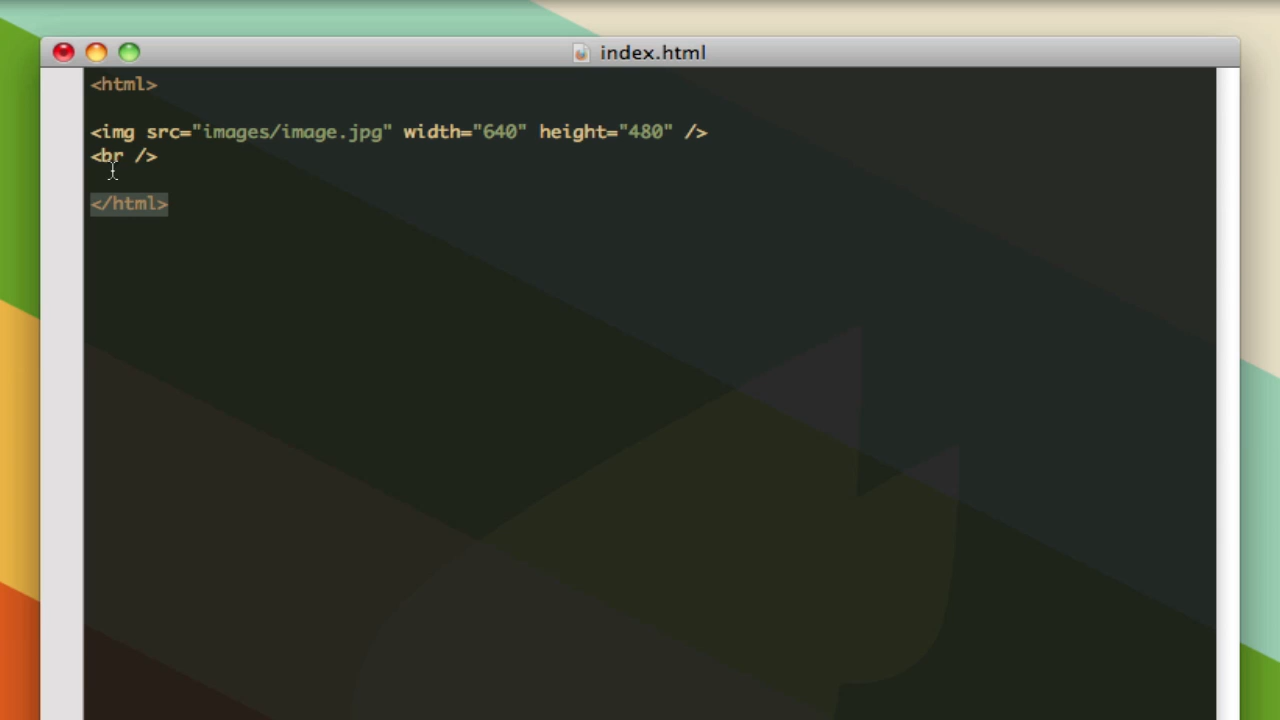 index.html
<html>
<img src="images/image.jpg" width="640" height="480" />
<br />
</html>